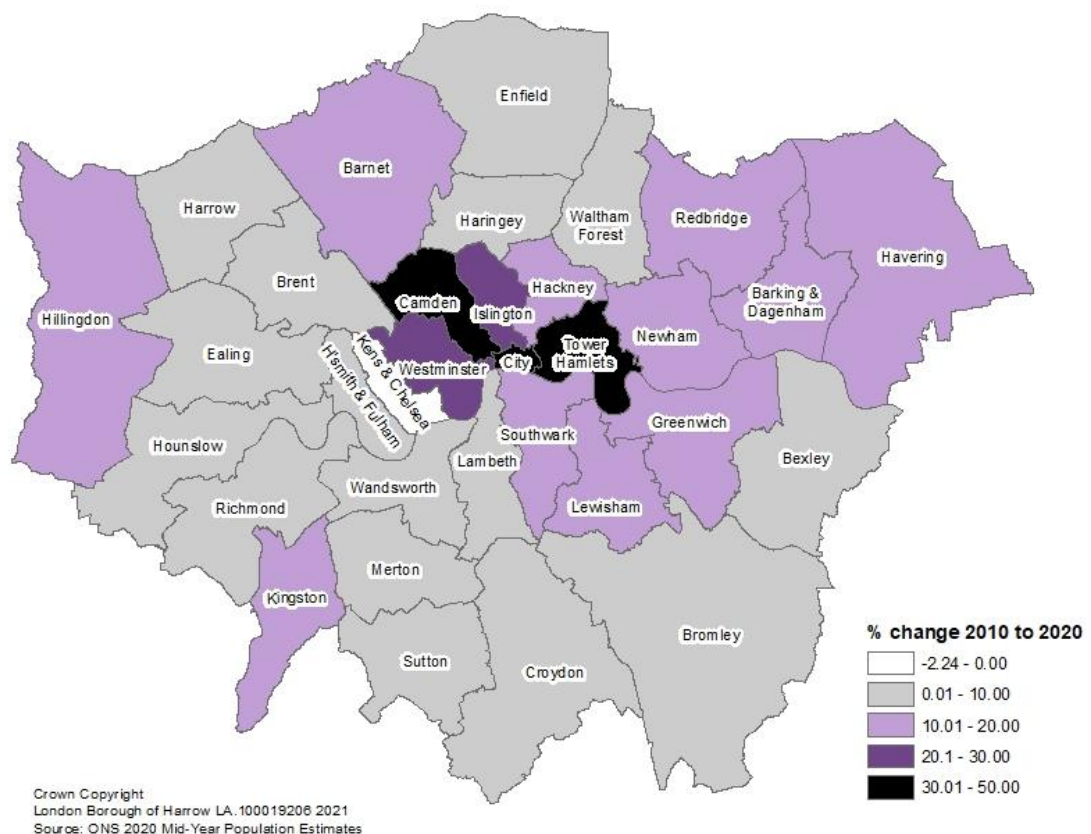 Enfield
Barnet
Harrow
Haringey
Waltham
Forest
Redbridge
Havering
Brent
Camden
Islington
Hackney
Barking &
Dagenham
Hillingdon
Ealing
Kens & Chelsea
H'smith & Fulham
Westminster
City
Tower
Hamlets
Newham
Hounslow
Southwark
Greenwich
Lambeth
Bexley
Wandsworth
Richmond
Lewisham
Merton
Kingston
Bromley
Sutton
Croydon
% change 2010 to 2020
-2.24 - 0.00
0.01 - 10.00
10.01 - 20.00
20.1 - 30.00
30.01 - 50.00
Crown Copyright
London Borough of Harrow LA.100019206 2021
Source: ONS 2020 Mid-Year Population Estimates